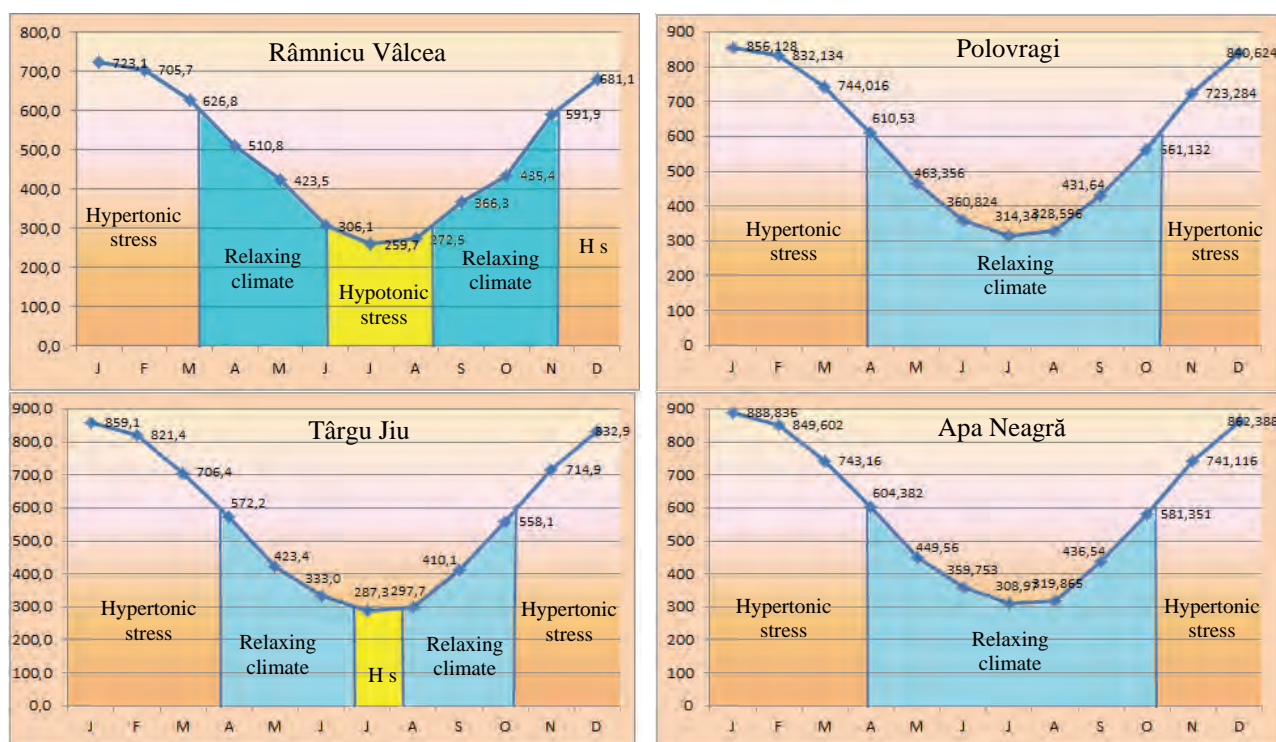 Râmnicu Vâlcea
800,0
700,0
600,0
500,0
400,0
300,0
200,0
100,0
0,0
723,1
705,7
626,8
510,8
423,5
306,1
259,7
272,5
366,3
435,4
591,9
681,1
Hypertonic
stress
Relaxing
climate
Hypotonic
stress
Relaxing
climate
H s
J F M A M J J A S O N D
Polovragi
900
800
700
600
500
400
300
200
100
0
856,128
832,134
744,016
610,53
463,356
360,824
314,34
328,596
431,64
561,132
723,284
840,624
Hypertonic
stress
Relaxing
climate
Hypertonic
stress
J F M A M J J A S O N D
Târgu Jiu
900,0
800,0
700,0
600,0
500,0
400,0
300,0
200,0
100,0
0,0
859,1
821,4
706,4
572,2
423,4
333,0
287,3
297,7
410,1
558,1
714,9
832,9
Hypertonic
stress
Relaxing
climate
H s
Relaxing
climate
Hypertonic
stress
J F M A M J J A S O N D
Apa Neagră
900
800
700
600
500
400
300
200
100
0
888,836
849,602
743,16
604,382
449,56
359,753
308,97
319,865
436,54
581,351
741,116
862,388
Hypertonic
stress
Relaxing
climate
Hypertonic
stress
J F M A M J J A S O N D